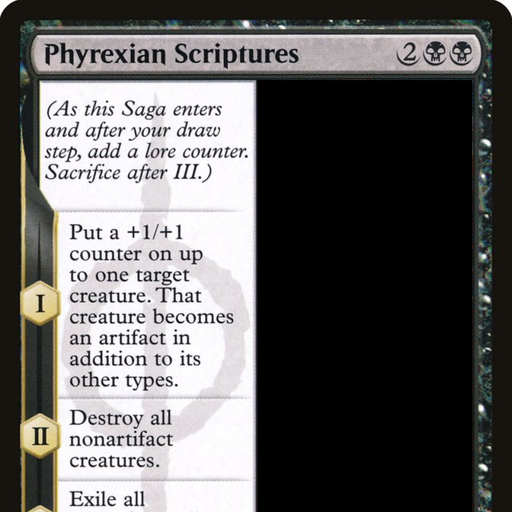 Phyrexian Scriptures 2
(As this Saga enters
and after your draw
step, add a lore counter.
Sacrifice after III.)
I
Put a +1/+1
counter on up
to one target
creature. That
creature becomes
an artifact in
addition to its
other types.
II
Destroy all
nonartifact
creatures.
Exile all